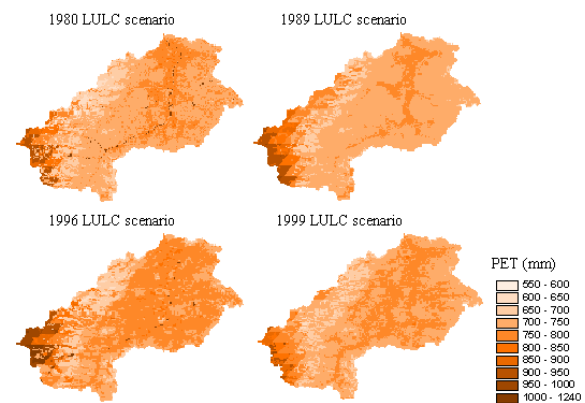 1980 LULC scenario
1989 LULC scenario
1996 LULC scenario
1999 LULC scenario
PET (mm)
550 - 600
600 - 650
650 - 700
700 - 750
750 - 800
800 - 850
850 - 900
900 - 950
950 - 1000
1000 - 1240